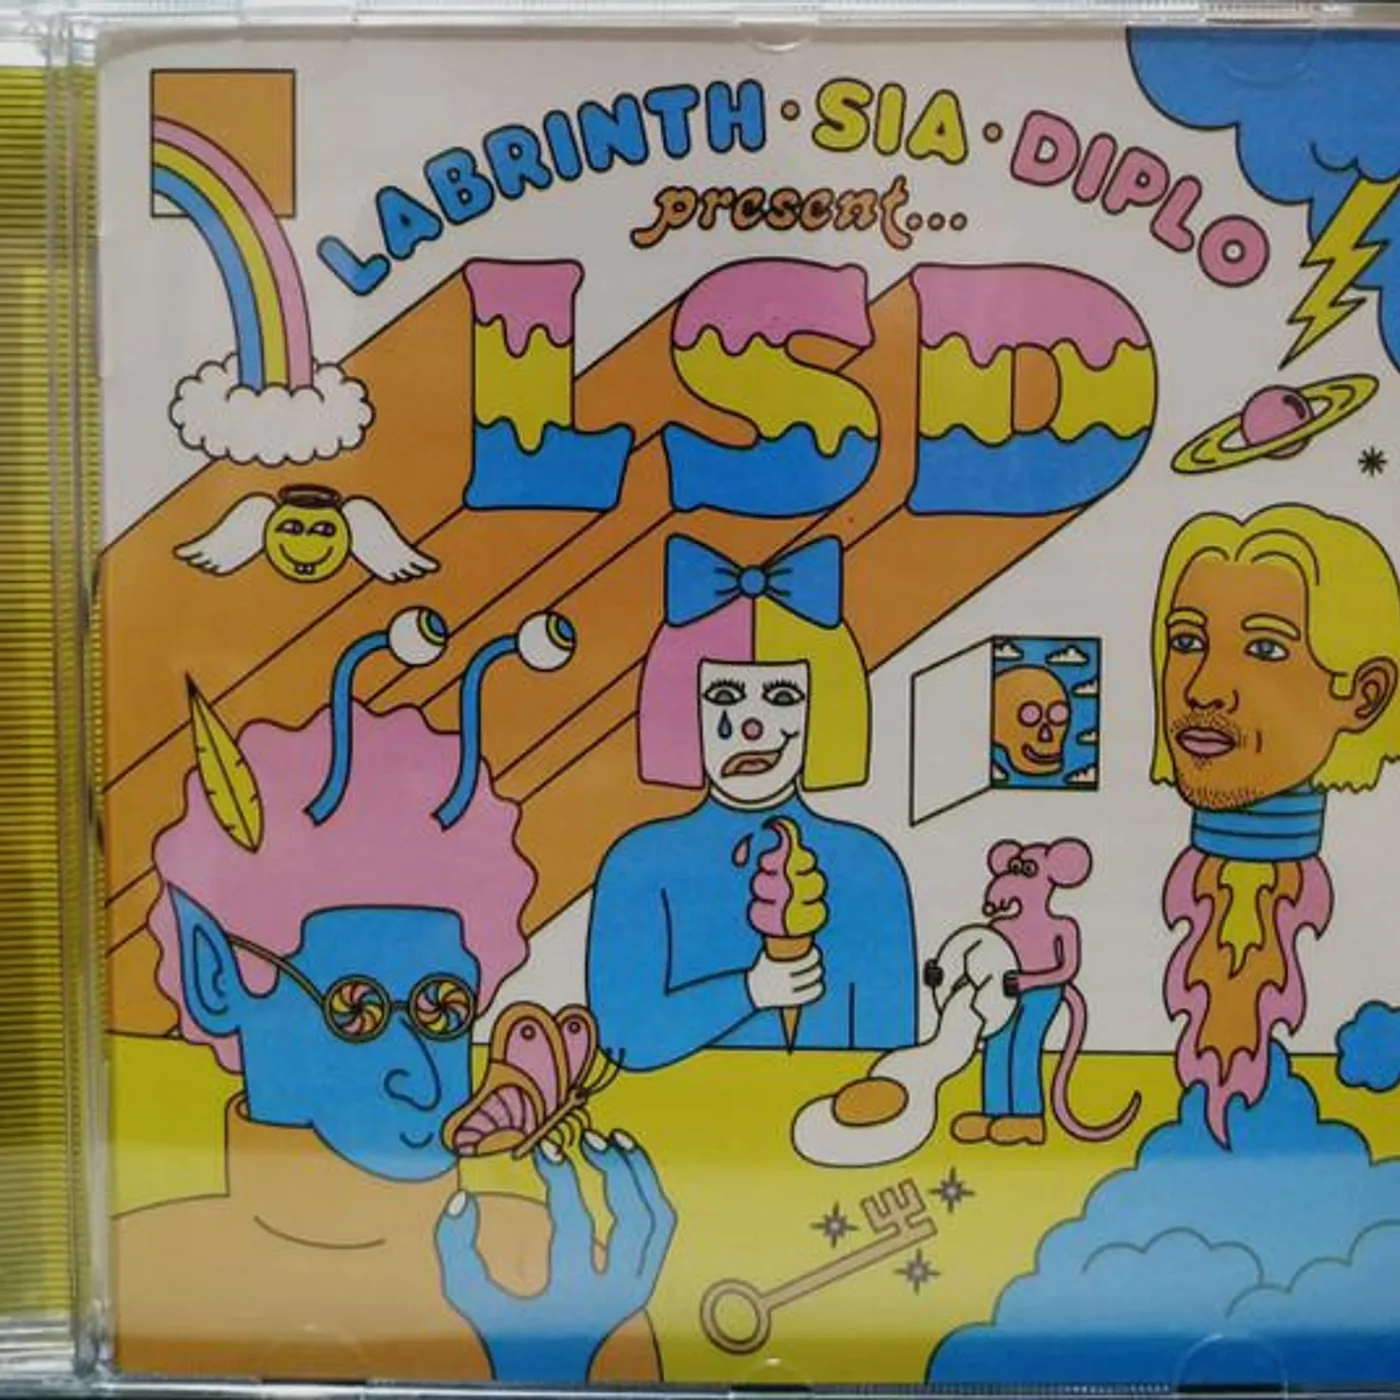 LABRINTH · SIA · DIPLO
present...
LSD